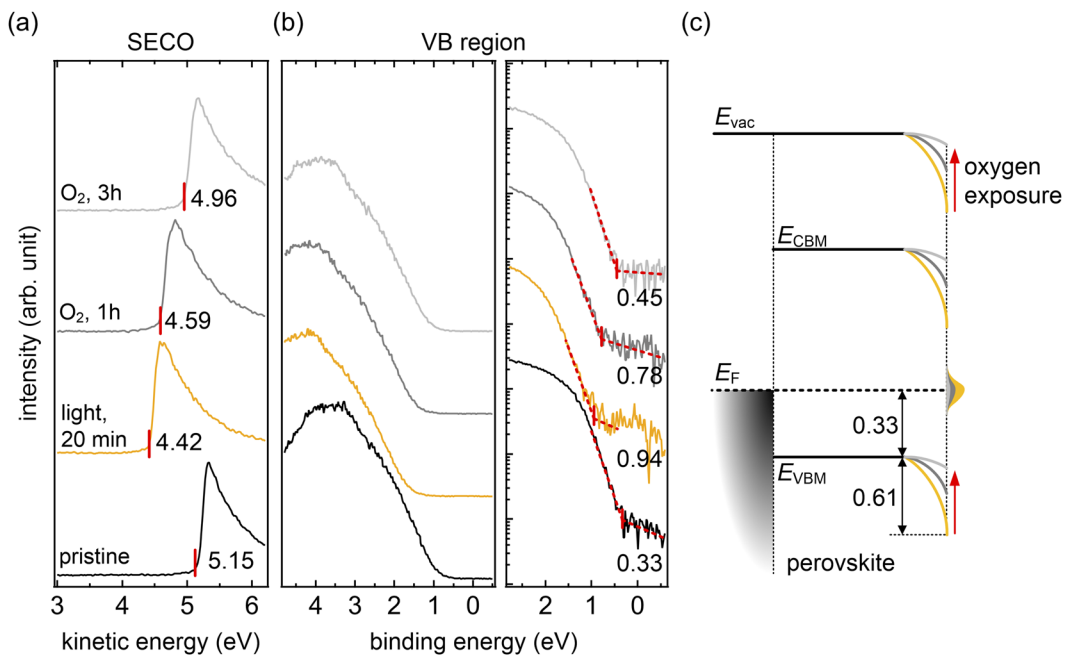 (a)
SECO
O2, 3h
4.96
O2, 1h
4.59
light,
20 min
4.42
pristine
5.15
3 4 5 6
kinetic energy (eV)
intensity (arb. unit)
(b)
VB region
0.45
0.78
0.94
0.33
4 3 2 1 0
2 1 0
binding energy (eV)
(c)
Evac
oxygen
exposure
ECBM
EF
0.33
EVBM
0.61
perovskite